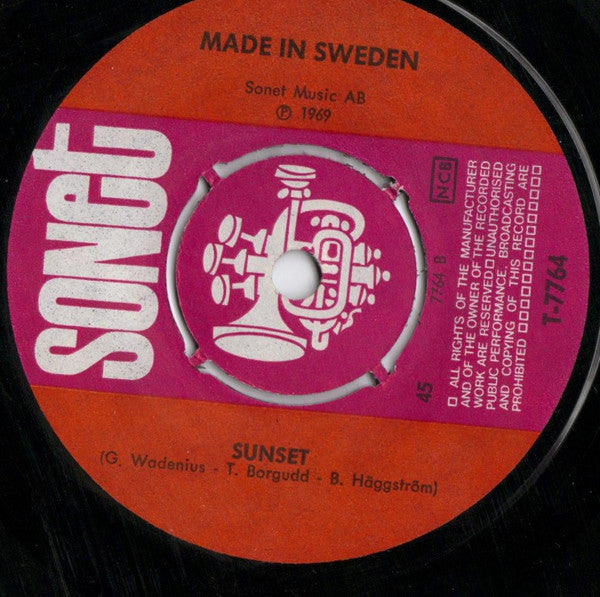 MADE IN SWEDEN
Sonet Music AB
℗ 1969
SONET
NCB
7764 B
45
□ ALL RIGHTS OF THE MANUFACTURER
AND OF THE OWNER OF THE RECORDED
WORK ARE RESERVED□UNAUTHORISED
PUBLIC PERFORMANCE, BROADCASTING
AND COPYING OF THIS RECORD ARE
PROHIBITED □□□□□□□□□□□□□□
T-7764
SUNSET
(G. Wadenius - T. Borgudd - B. Häggström)